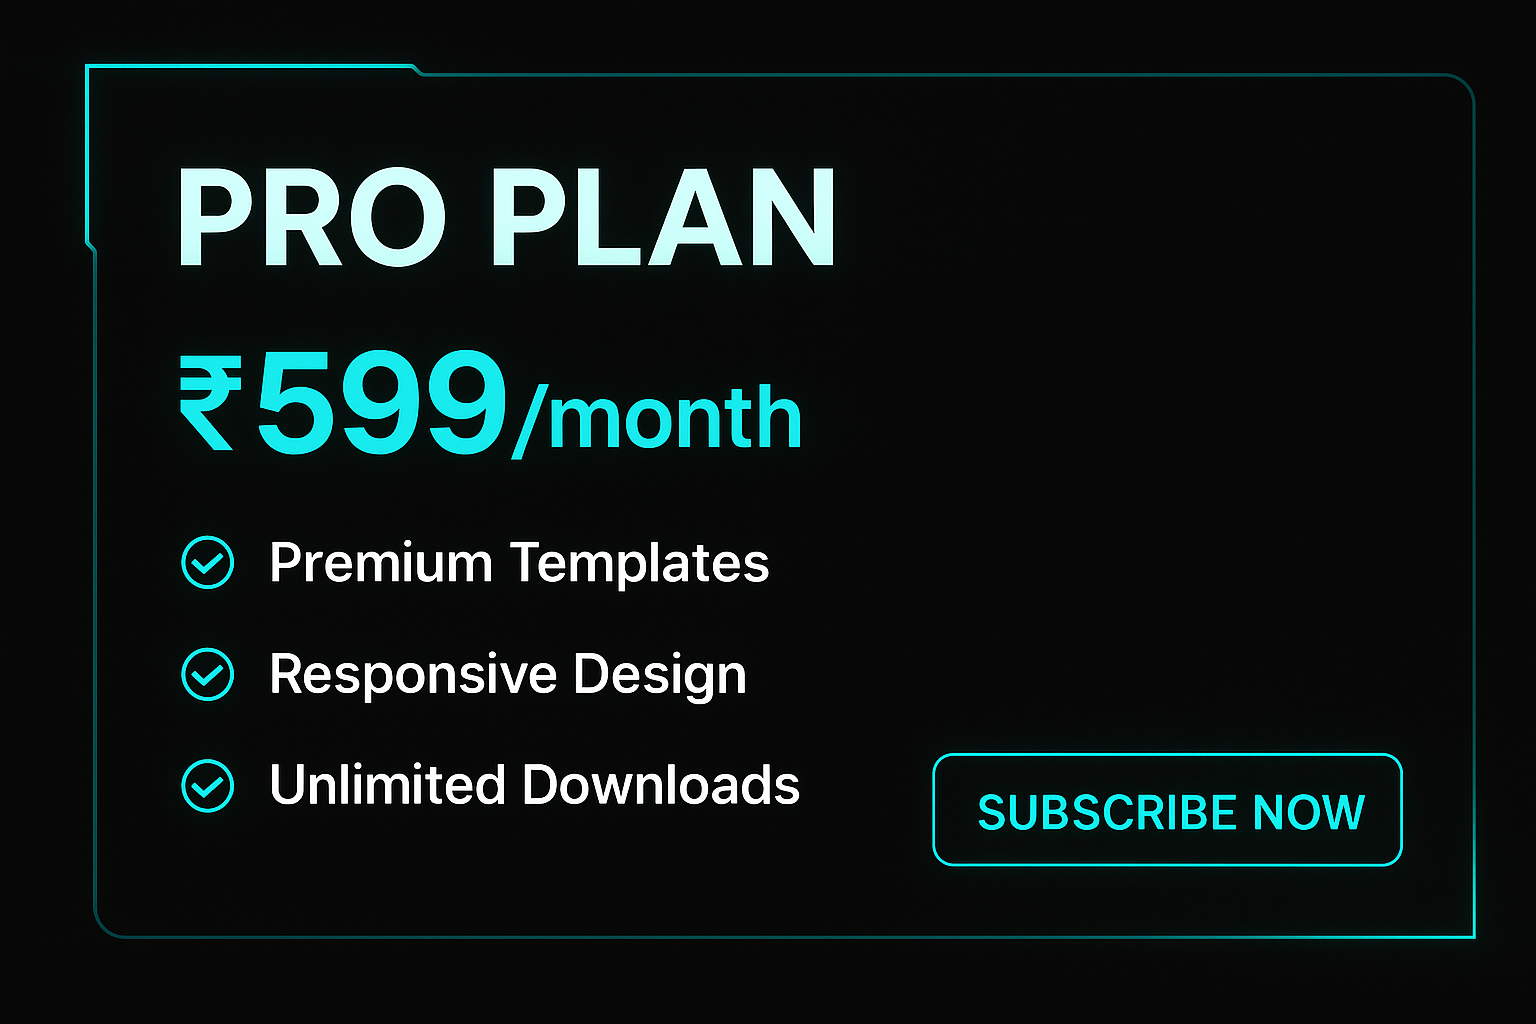 PRO PLAN
₹599/month
Premium Templates
Responsive Design
Unlimited Downloads
SUBSCRIBE NOW